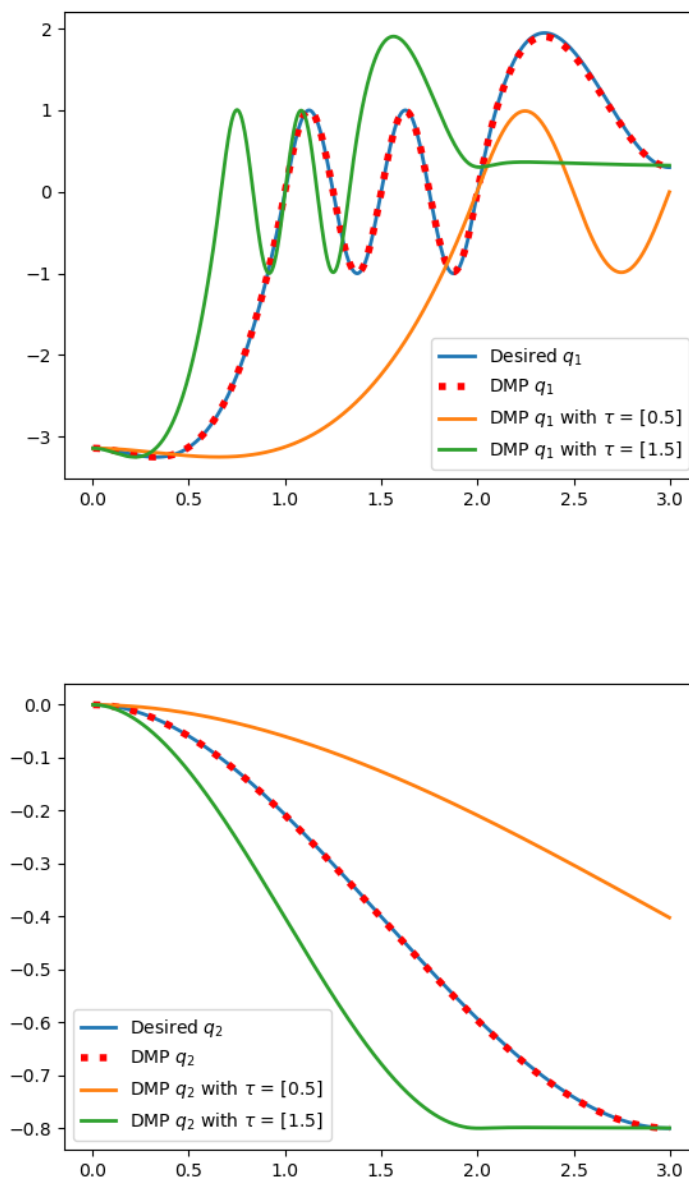 2
1
0
−1
−2
−3
Desired q₁
DMP q₁
DMP q₁ with τ = [0.5]
DMP q₁ with τ = [1.5]
0.0 0.5 1.0 1.5 2.0 2.5 3.0
0.0
−0.1
−0.2
−0.3
−0.4
−0.5
−0.6
−0.7
−0.8
Desired q₂
DMP q₂
DMP q₂ with τ = [0.5]
DMP q₂ with τ = [1.5]
0.0 0.5 1.0 1.5 2.0 2.5 3.0